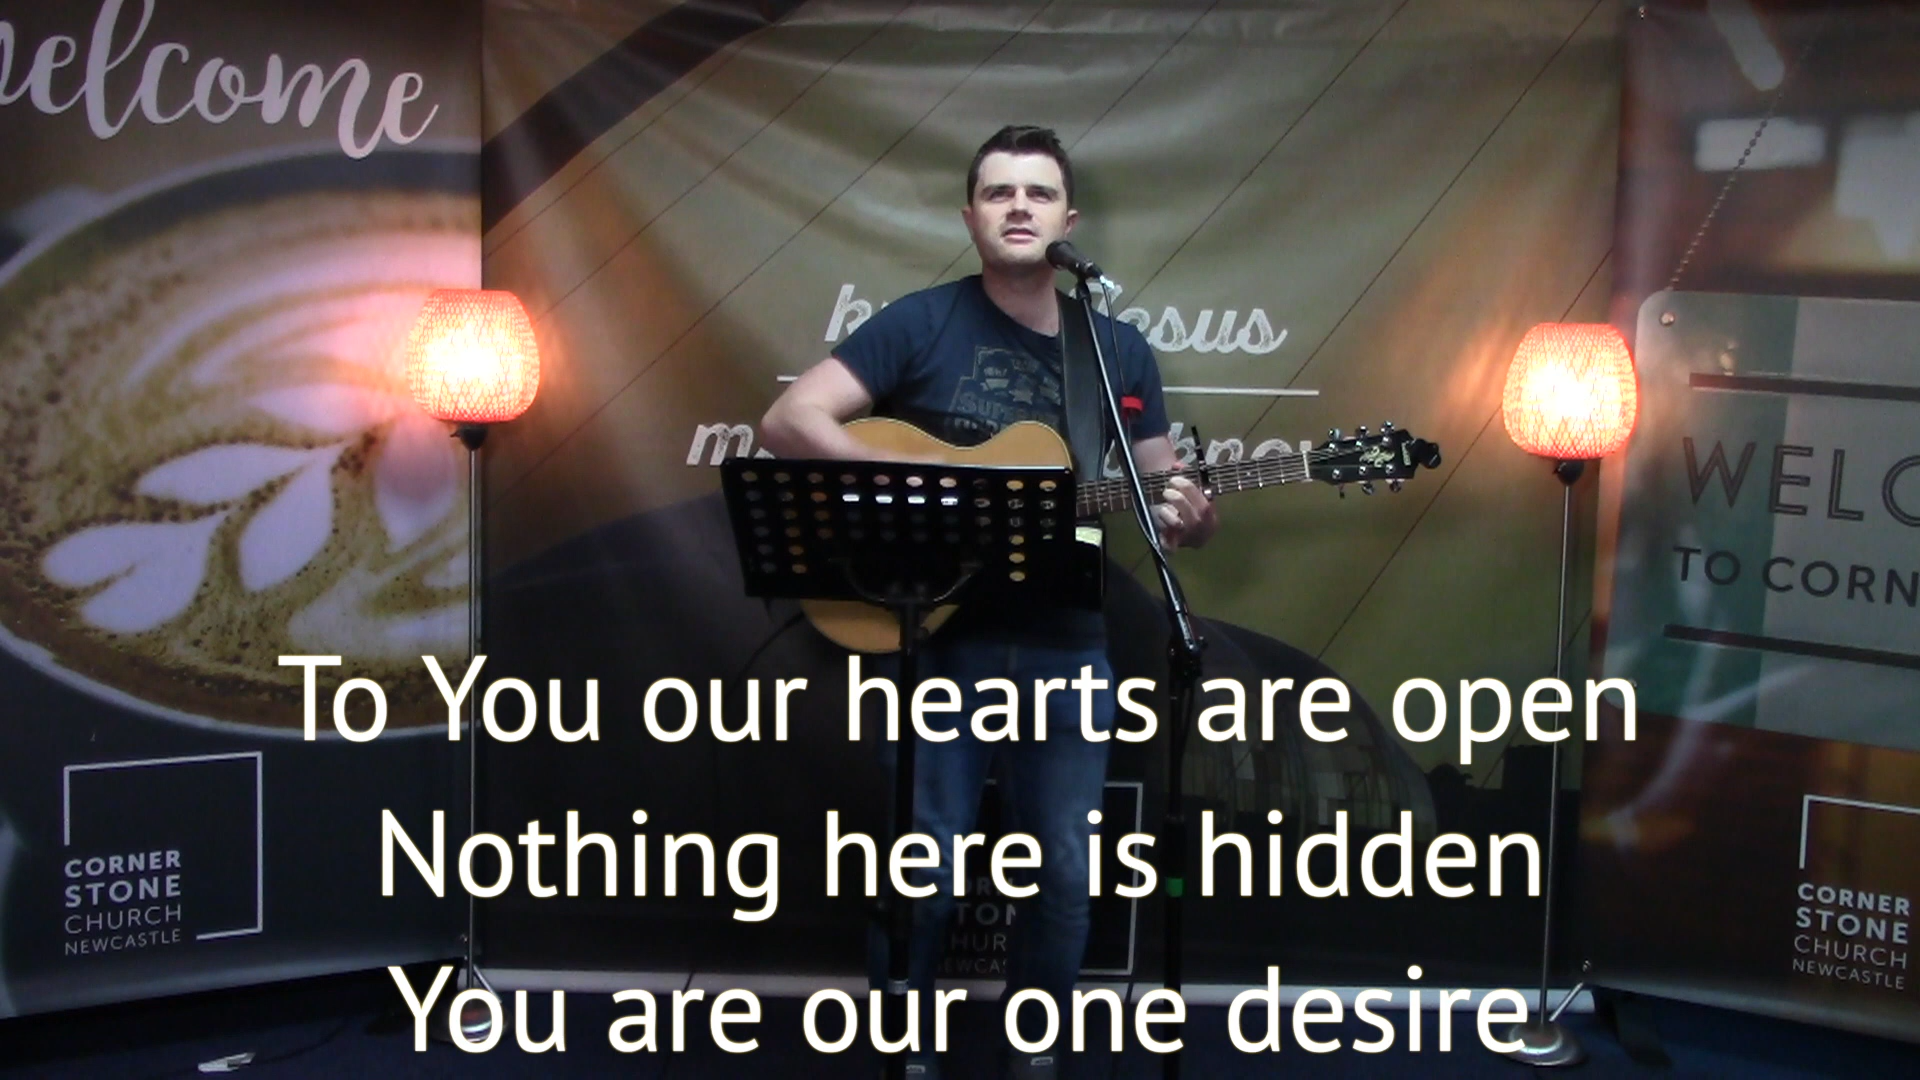 welcome
Jesus
WELC
TO CORN
To You our hearts are open
Nothing here is hidden
You are our one desire
CORNER
STONE
CHURCH
NEWCASTLE
CORNER
STONE
CHURCH
NEWCASTLE